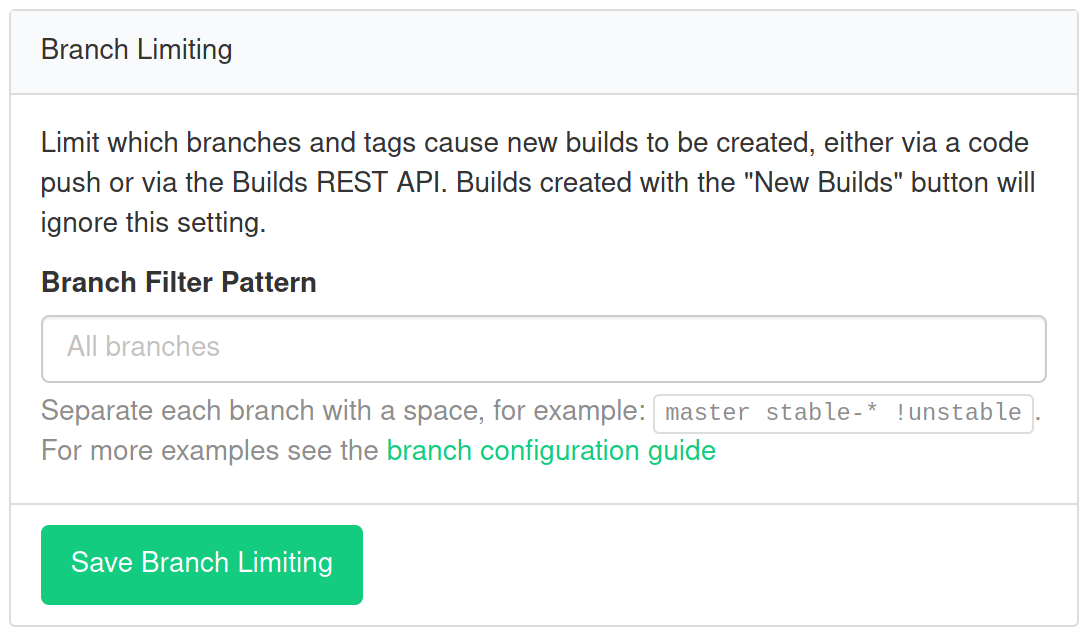 Branch Limiting
Limit which branches and tags cause new builds to be created, either via a code
push or via the Builds REST API. Builds created with the "New Builds" button will
ignore this setting.
Branch Filter Pattern
All branches
Separate each branch with a space, for example: master stable-* !unstable.
For more examples see the branch configuration guide
Save Branch Limiting